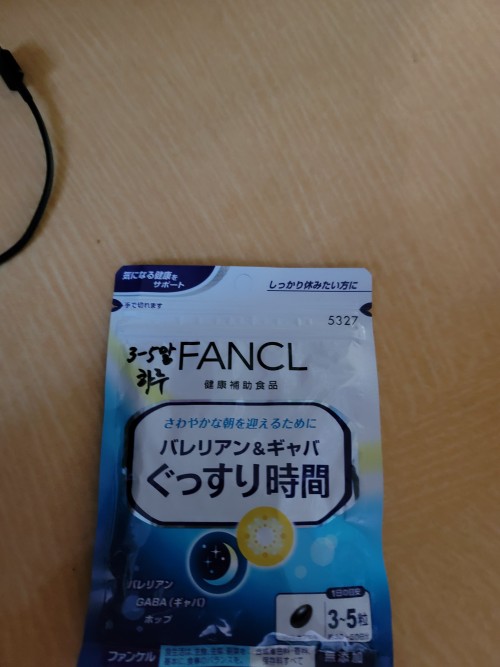 気になる健康を
サポート
しっかり休みたい方に
手で切れます
5327
3-5알
하루
FANCL
健康補助食品
さわやかな朝を迎えるために
バレリアン&ギャバ
ぐっすり時間
バレリアン
GABA(ギャバ)
ホップ
1日の目安
3~5粒
ファンケル
無添加